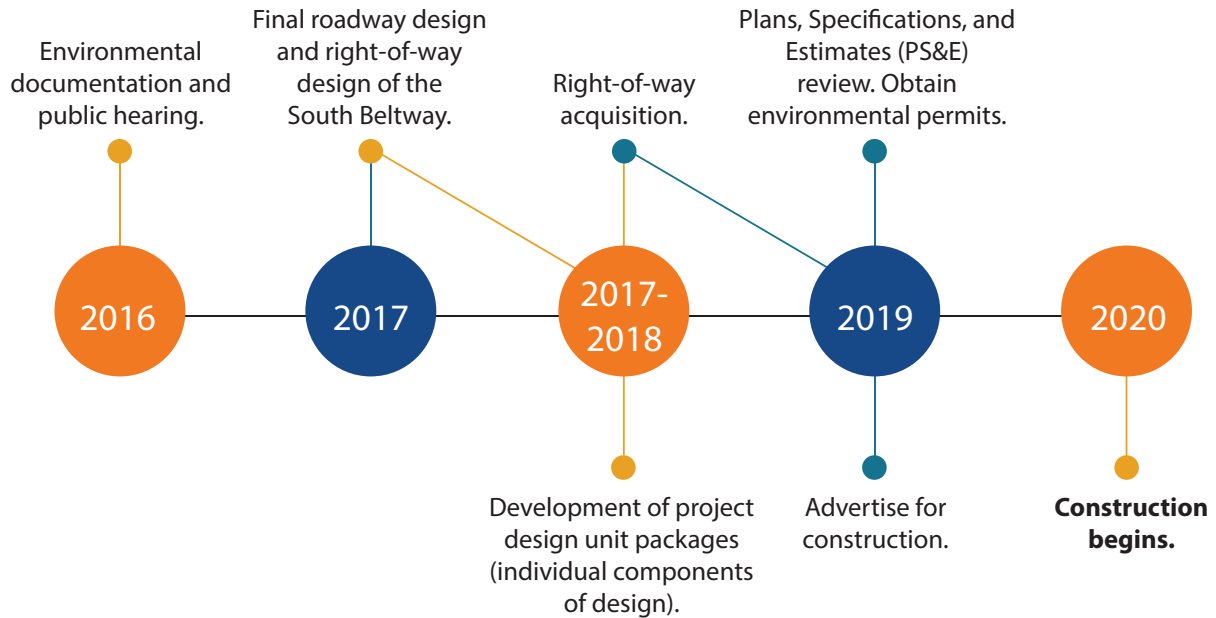 Environmental
documentation and
public hearing.
Final roadway design
and right-of-way
design of the
South Beltway.
Right-of-way
acquisition.
Plans, Specifications, and
Estimates (PS&E)
review. Obtain
environmental permits.
2016
2017
2017-
2018
2019
2020
Development of project
design unit packages
(individual components
of design).
Advertise for
construction.
Construction
begins.